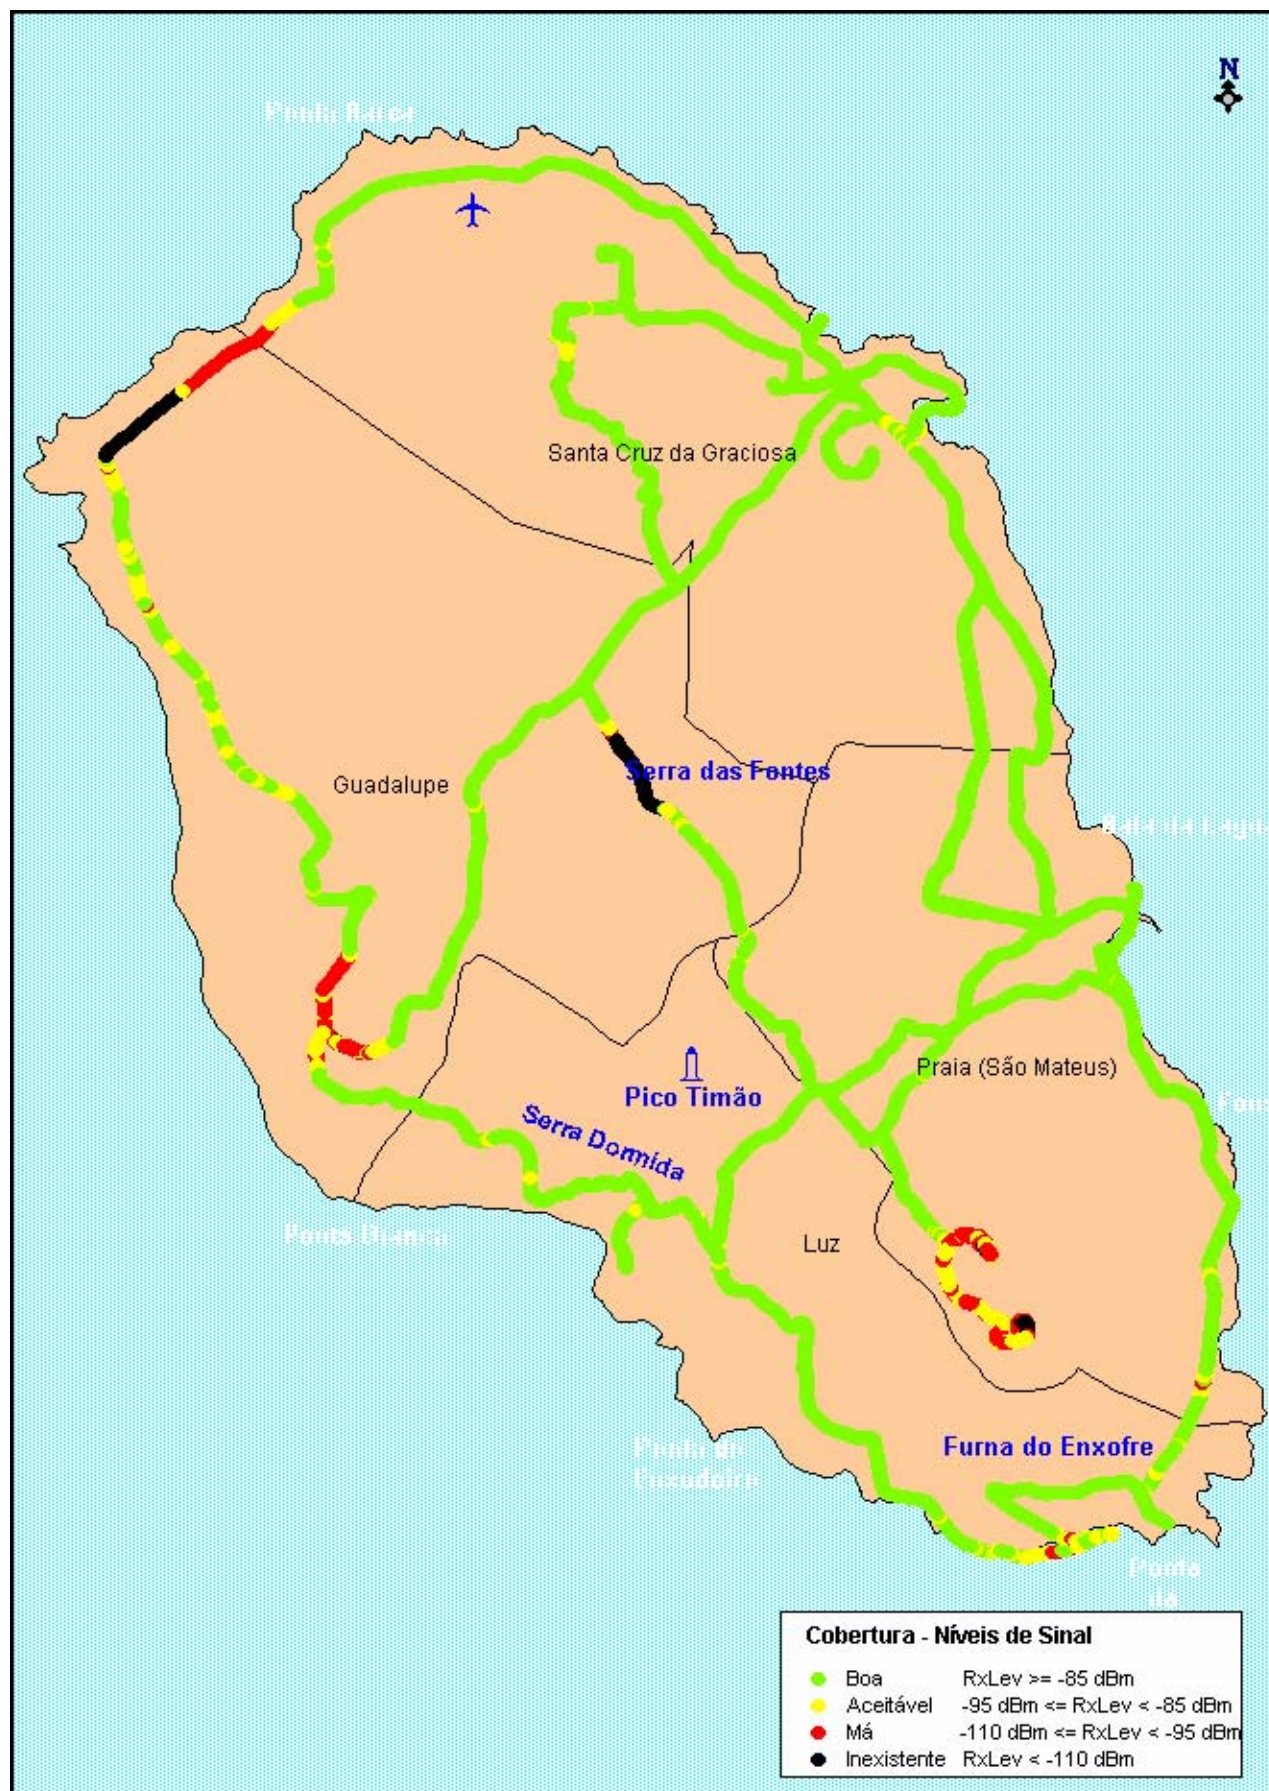 N
Santa Cruz da Graciosa
Serra das Fontes
Guadalupe
Praia (São Mateus)
Pico Timão
Serra Dormida
Luz
Furna do Enxofre
Ponta
da
Cobertura - Níveis de Sinal
Boa RxLev >= -85 dBm
Aceitável -95 dBm <= RxLev < -85 dBm
Má -110 dBm <= RxLev < -95 dBm
Inexistente RxLev < -110 dBm